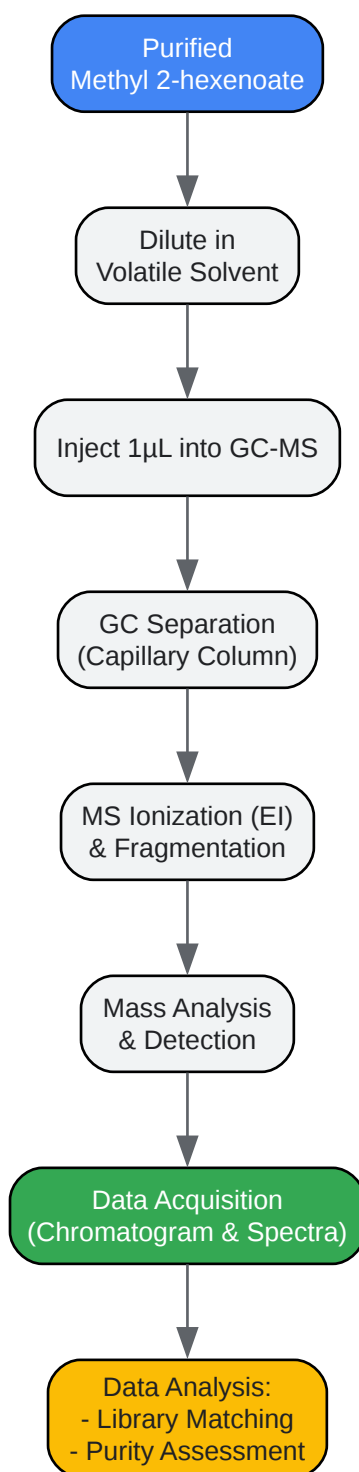 Purified
Methyl 2-hexenoate
Dilute in
Volatile Solvent
Inject 1µL into GC-MS
GC Separation
(Capillary Column)
MS Ionization (EI)
& Fragmentation
Mass Analysis
& Detection
Data Acquisition
(Chromatogram & Spectra)
Data Analysis:
- Library Matching
- Purity Assessment